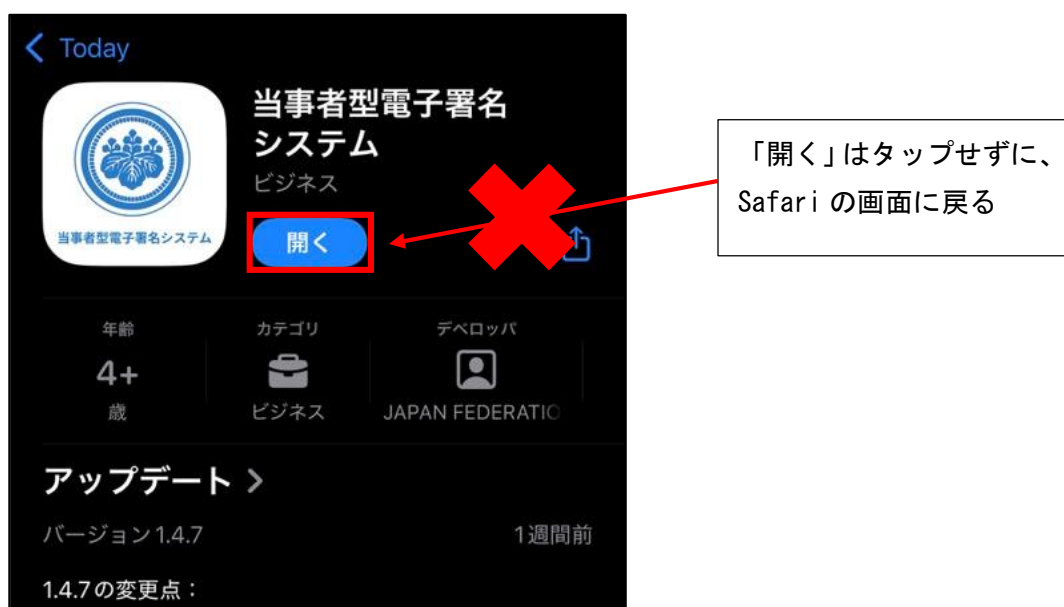 Today
当事者型電子署名
システム
ビジネス
開く
当事者型電子署名システム
「開く」はタップせずに、
Safari の画面に戻る
年齢
4+
歳
カテゴリ
ビジネス
デベロッパ
JAPAN FEDERATIO
アップデート
バージョン 1.4.7
1週間前
1.4.7の変更点：